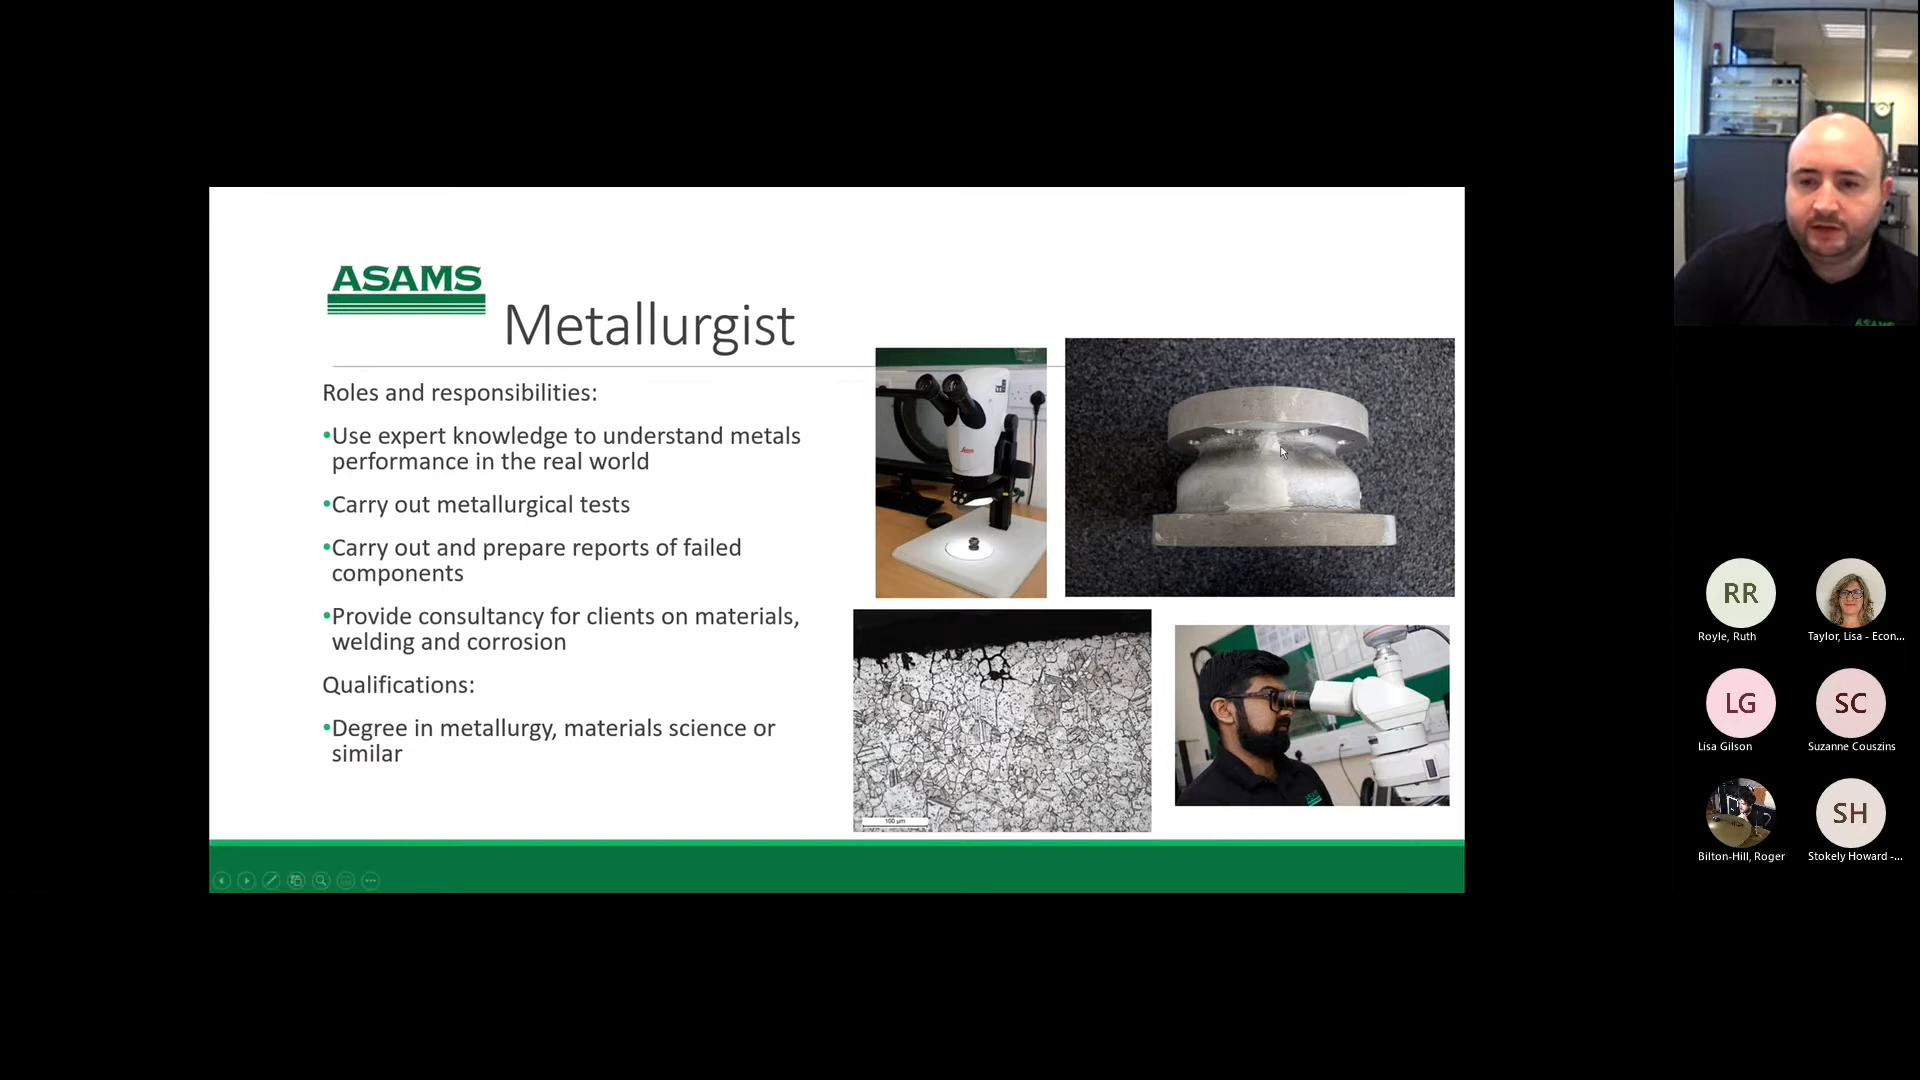 ASAMS
Metallurgist
Roles and responsibilities:
•Use expert knowledge to understand metals
performance in the real world
•Carry out metallurgical tests
•Carry out and prepare reports of failed
components
•Provide consultancy for clients on materials,
welding and corrosion
Qualifications:
•Degree in metallurgy, materials science or
similar
100 µm
ASAMS
RR
Royle, Ruth
Taylor, Lisa - Econ...
LG
Lisa Gilson
SC
Suzanne Couszins
Bilton-Hill, Roger
SH
Stokely Howard -...